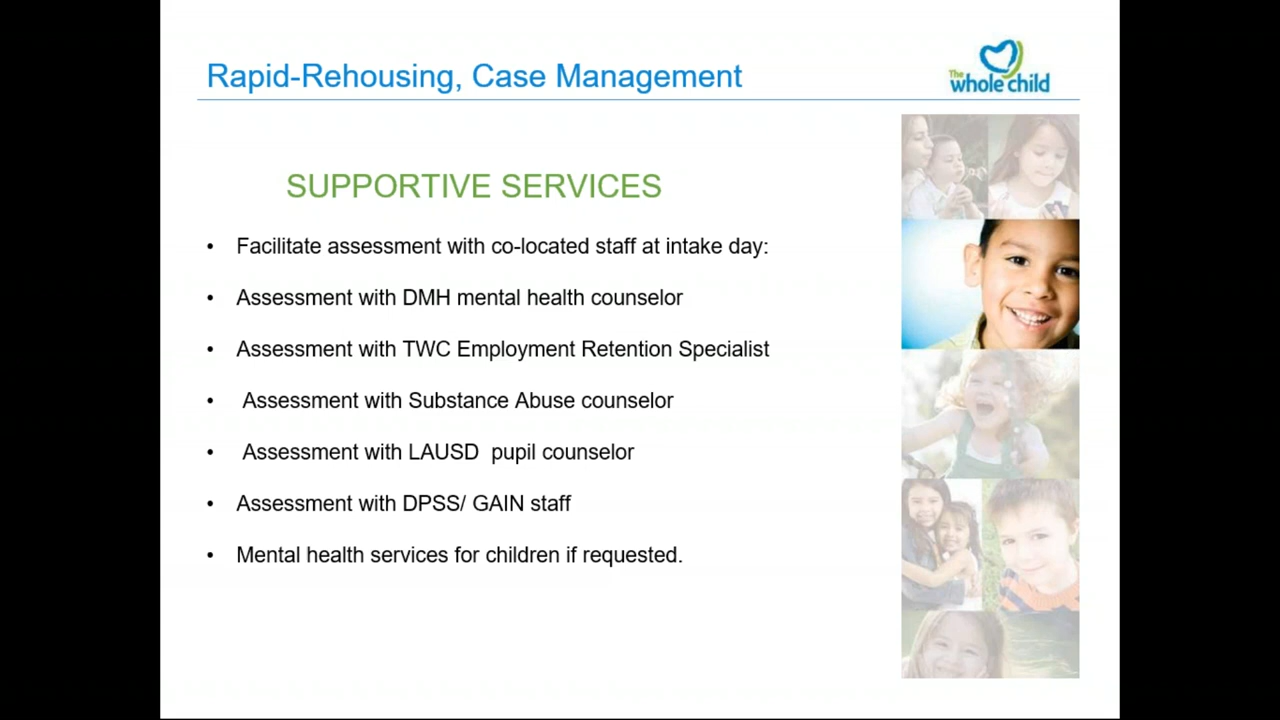 Rapid-Rehousing, Case Management
The
whole child
SUPPORTIVE SERVICES
• Facilitate assessment with co-located staff at intake day:
• Assessment with DMH mental health counselor
• Assessment with TWC Employment Retention Specialist
• Assessment with Substance Abuse counselor
• Assessment with LAUSD  pupil counselor
• Assessment with DPSS/ GAIN staff
• Mental health services for children if requested.